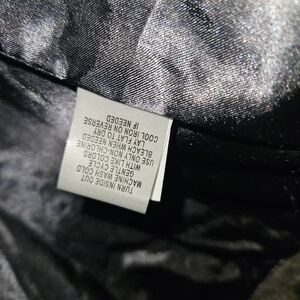 TURN INSIDE OUT
MACHINE WASH COLD
GENTLE CYCLE
WITH LIKE COLORS
USE ONLY NON-CHLORINE
BLEACH WHEN NEEDED
LAY FLAT TO DRY
COOL IRON ON REVERSE
IF NEEDED